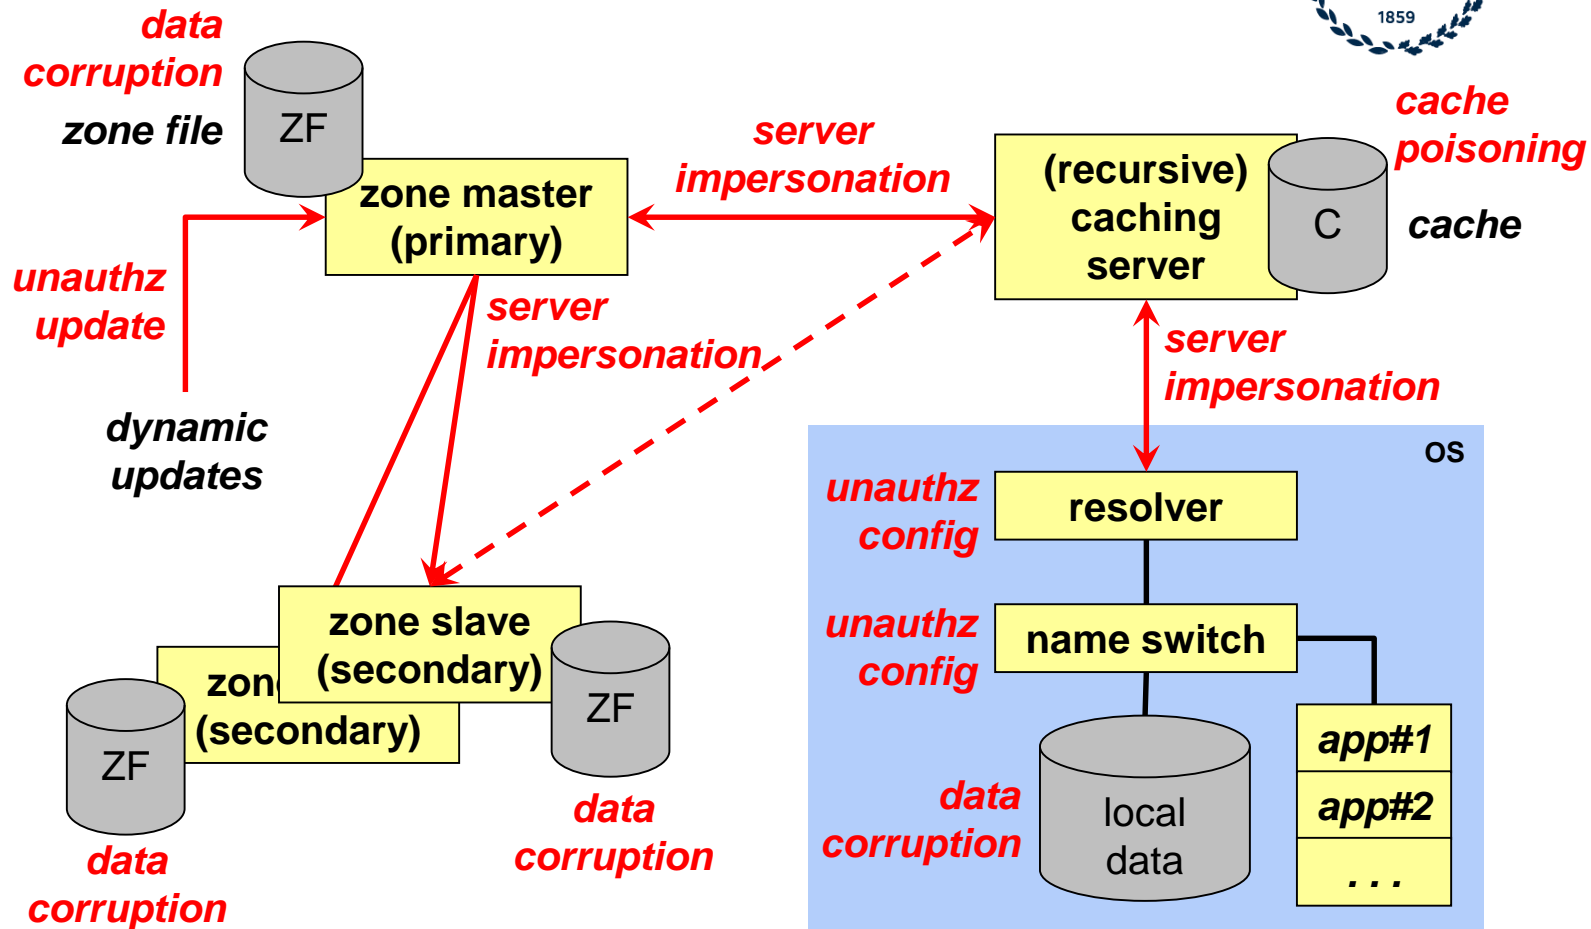 1859
data
corruption
zone file
ZF
zone master
(primary)
server
impersonation
(recursive)
caching
server
C
cache
poisoning
cache
unauthz
update
dynamic
updates
server
impersonation
server
impersonation
OS
unauthz
config
resolver
unauthz
config
name switch
zone slave
(secondary)
ZF
(secondary)
ZF
data
corruption
data
corruption
data
corruption
local
data
app#1
app#2
. . .